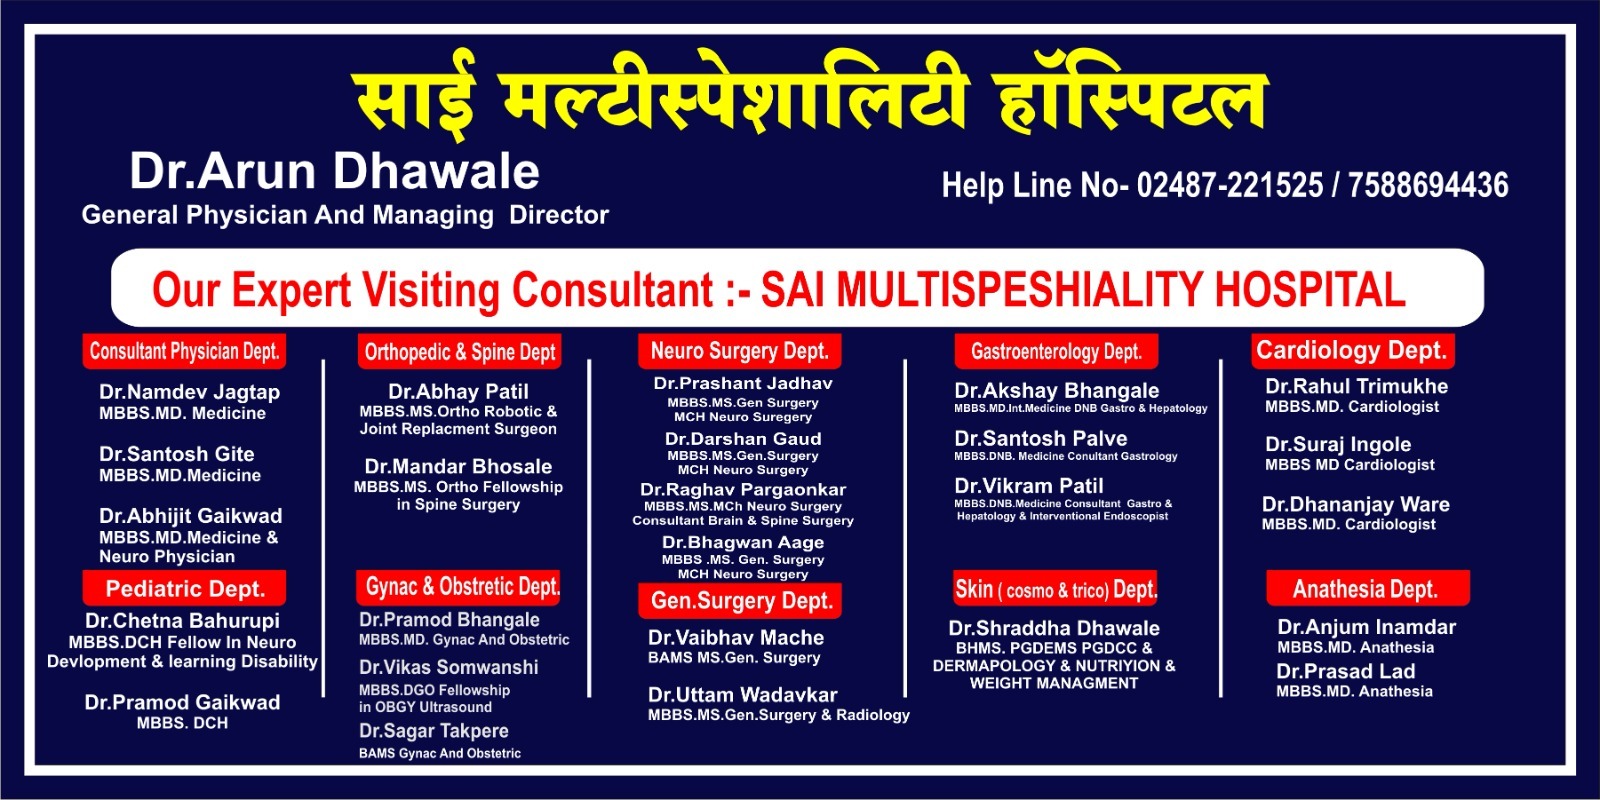 साई मल्टीस्पेशालिटी हॉस्पिटल
Dr.Arun Dhawale
General Physician And Managing Director
Help Line No- 02487-221525 / 7588694436
Our Expert Visiting Consultant :- SAI MULTISPESHIALITY HOSPITAL
Consultant Physician Dept.
Dr.Namdev Jagtap
MBBS.MD. Medicine
Dr.Santosh Gite
MBBS.MD.Medicine
Dr.Abhijit Gaikwad
MBBS.MD.Medicine &
Neuro Physician
Pediatric Dept.
Dr.Chetna Bahurupi
MBBS.DCH Fellow In Neuro
Devlopment & learning Disability
Dr.Pramod Gaikwad
MBBS. DCH
Orthopedic & Spine Dept
Dr.Abhay Patil
MBBS.MS.Ortho Robotic &
Joint Replacment Surgeon
Dr.Mandar Bhosale
MBBS.MS. Ortho Fellowship
in Spine Surgery
Gynac & Obstretic Dept.
Dr.Pramod Bhangale
MBBS.MD. Gynac And Obstetric
Dr.Vikas Somwanshi
MBBS.DGO Fellowship
in OBGY Ultrasound
Dr.Sagar Takpere
BAMS Gynac And Obstetric
Neuro Surgery Dept.
Dr.Prashant Jadhav
MBBS.MS.Gen Surgery
MCH Neuro Suregery
Dr.Darshan Gaud
MBBS.MS.Gen.Surgery
MCH Neuro Surgery
Dr.Raghav Pargaonkar
MBBS.MS.MCh Neuro Surgery
Consultant Brain & Spine Surgery
Dr.Bhagwan Aage
MBBS .MS. Gen. Surgery
MCH Neuro Surgery
Gen.Surgery Dept.
Dr.Vaibhav Mache
BAMS MS.Gen. Surgery
Dr.Uttam Wadavkar
MBBS.MS.Gen.Surgery & Radiology
Gastroenterology Dept.
Dr.Akshay Bhangale
MBBS.MD.Int.Medicine DNB Gastro & Hepatology
Dr.Santosh Palve
MBBS.DNB. Medicine Conultant Gastrology
Dr.Vikram Patil
MBBS.DNB.Medicine Consultant Gastro &
Hepatology & Interventional Endoscopist
Skin ( cosmo & trico) Dept.
Dr.Shraddha Dhawale
BHMS. PGDEMS PGDCC &
DERMAPOLOGY & NUTRIYION &
WEIGHT MANAGMENT
Cardiology Dept.
Dr.Rahul Trimukhe
MBBS.MD. Cardiologist
Dr.Suraj Ingole
MBBS MD Cardiologist
Dr.Dhananjay Ware
MBBS.MD. Cardiologist
Anathesia Dept.
Dr.Anjum Inamdar
MBBS.MD. Anathesia
Dr.Prasad Lad
MBBS.MD. Anathesia